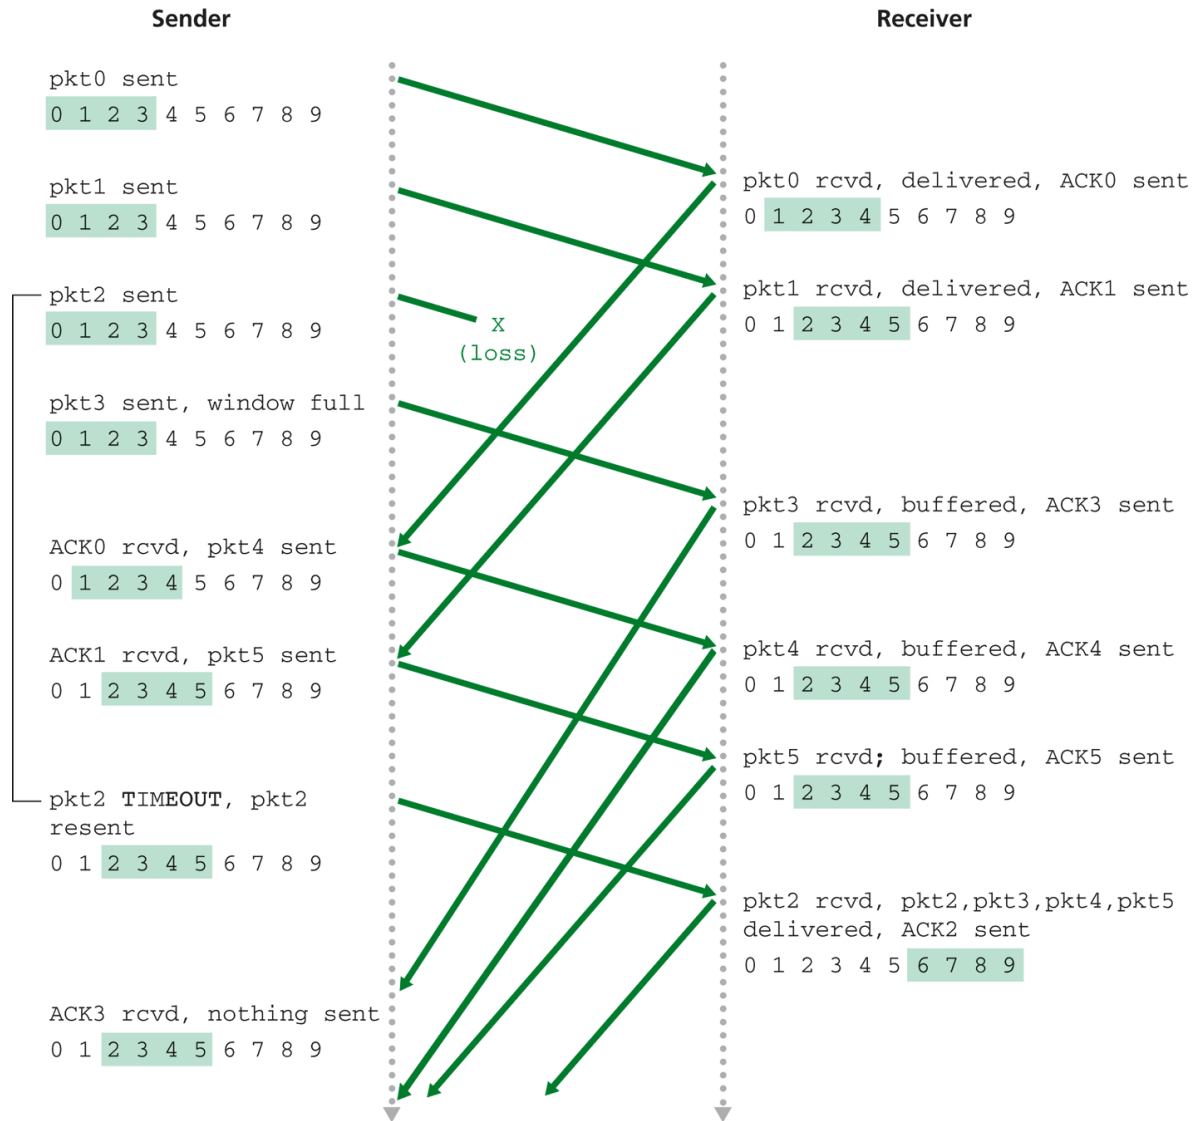 Sender
Receiver
pkt0 sent
0 1 2 3 4 5 6 7 8 9
pkt0 rcvd, delivered, ACK0 sent
0 1 2 3 4 5 6 7 8 9
pkt1 sent
0 1 2 3 4 5 6 7 8 9
pkt1 rcvd, delivered, ACK1 sent
0 1 2 3 4 5 6 7 8 9
pkt2 sent
0 1 2 3 4 5 6 7 8 9
X
(loss)
pkt3 sent, window full
0 1 2 3 4 5 6 7 8 9
pkt3 rcvd, buffered, ACK3 sent
0 1 2 3 4 5 6 7 8 9
ACK0 rcvd, pkt4 sent
0 1 2 3 4 5 6 7 8 9
pkt4 rcvd, buffered, ACK4 sent
0 1 2 3 4 5 6 7 8 9
ACK1 rcvd, pkt5 sent
0 1 2 3 4 5 6 7 8 9
pkt5 rcvd; buffered, ACK5 sent
0 1 2 3 4 5 6 7 8 9
pkt2 TIMEOUT, pkt2
resent
0 1 2 3 4 5 6 7 8 9
pkt2 rcvd, pkt2,pkt3,pkt4,pkt5
delivered, ACK2 sent
0 1 2 3 4 5 6 7 8 9
ACK3 rcvd, nothing sent
0 1 2 3 4 5 6 7 8 9